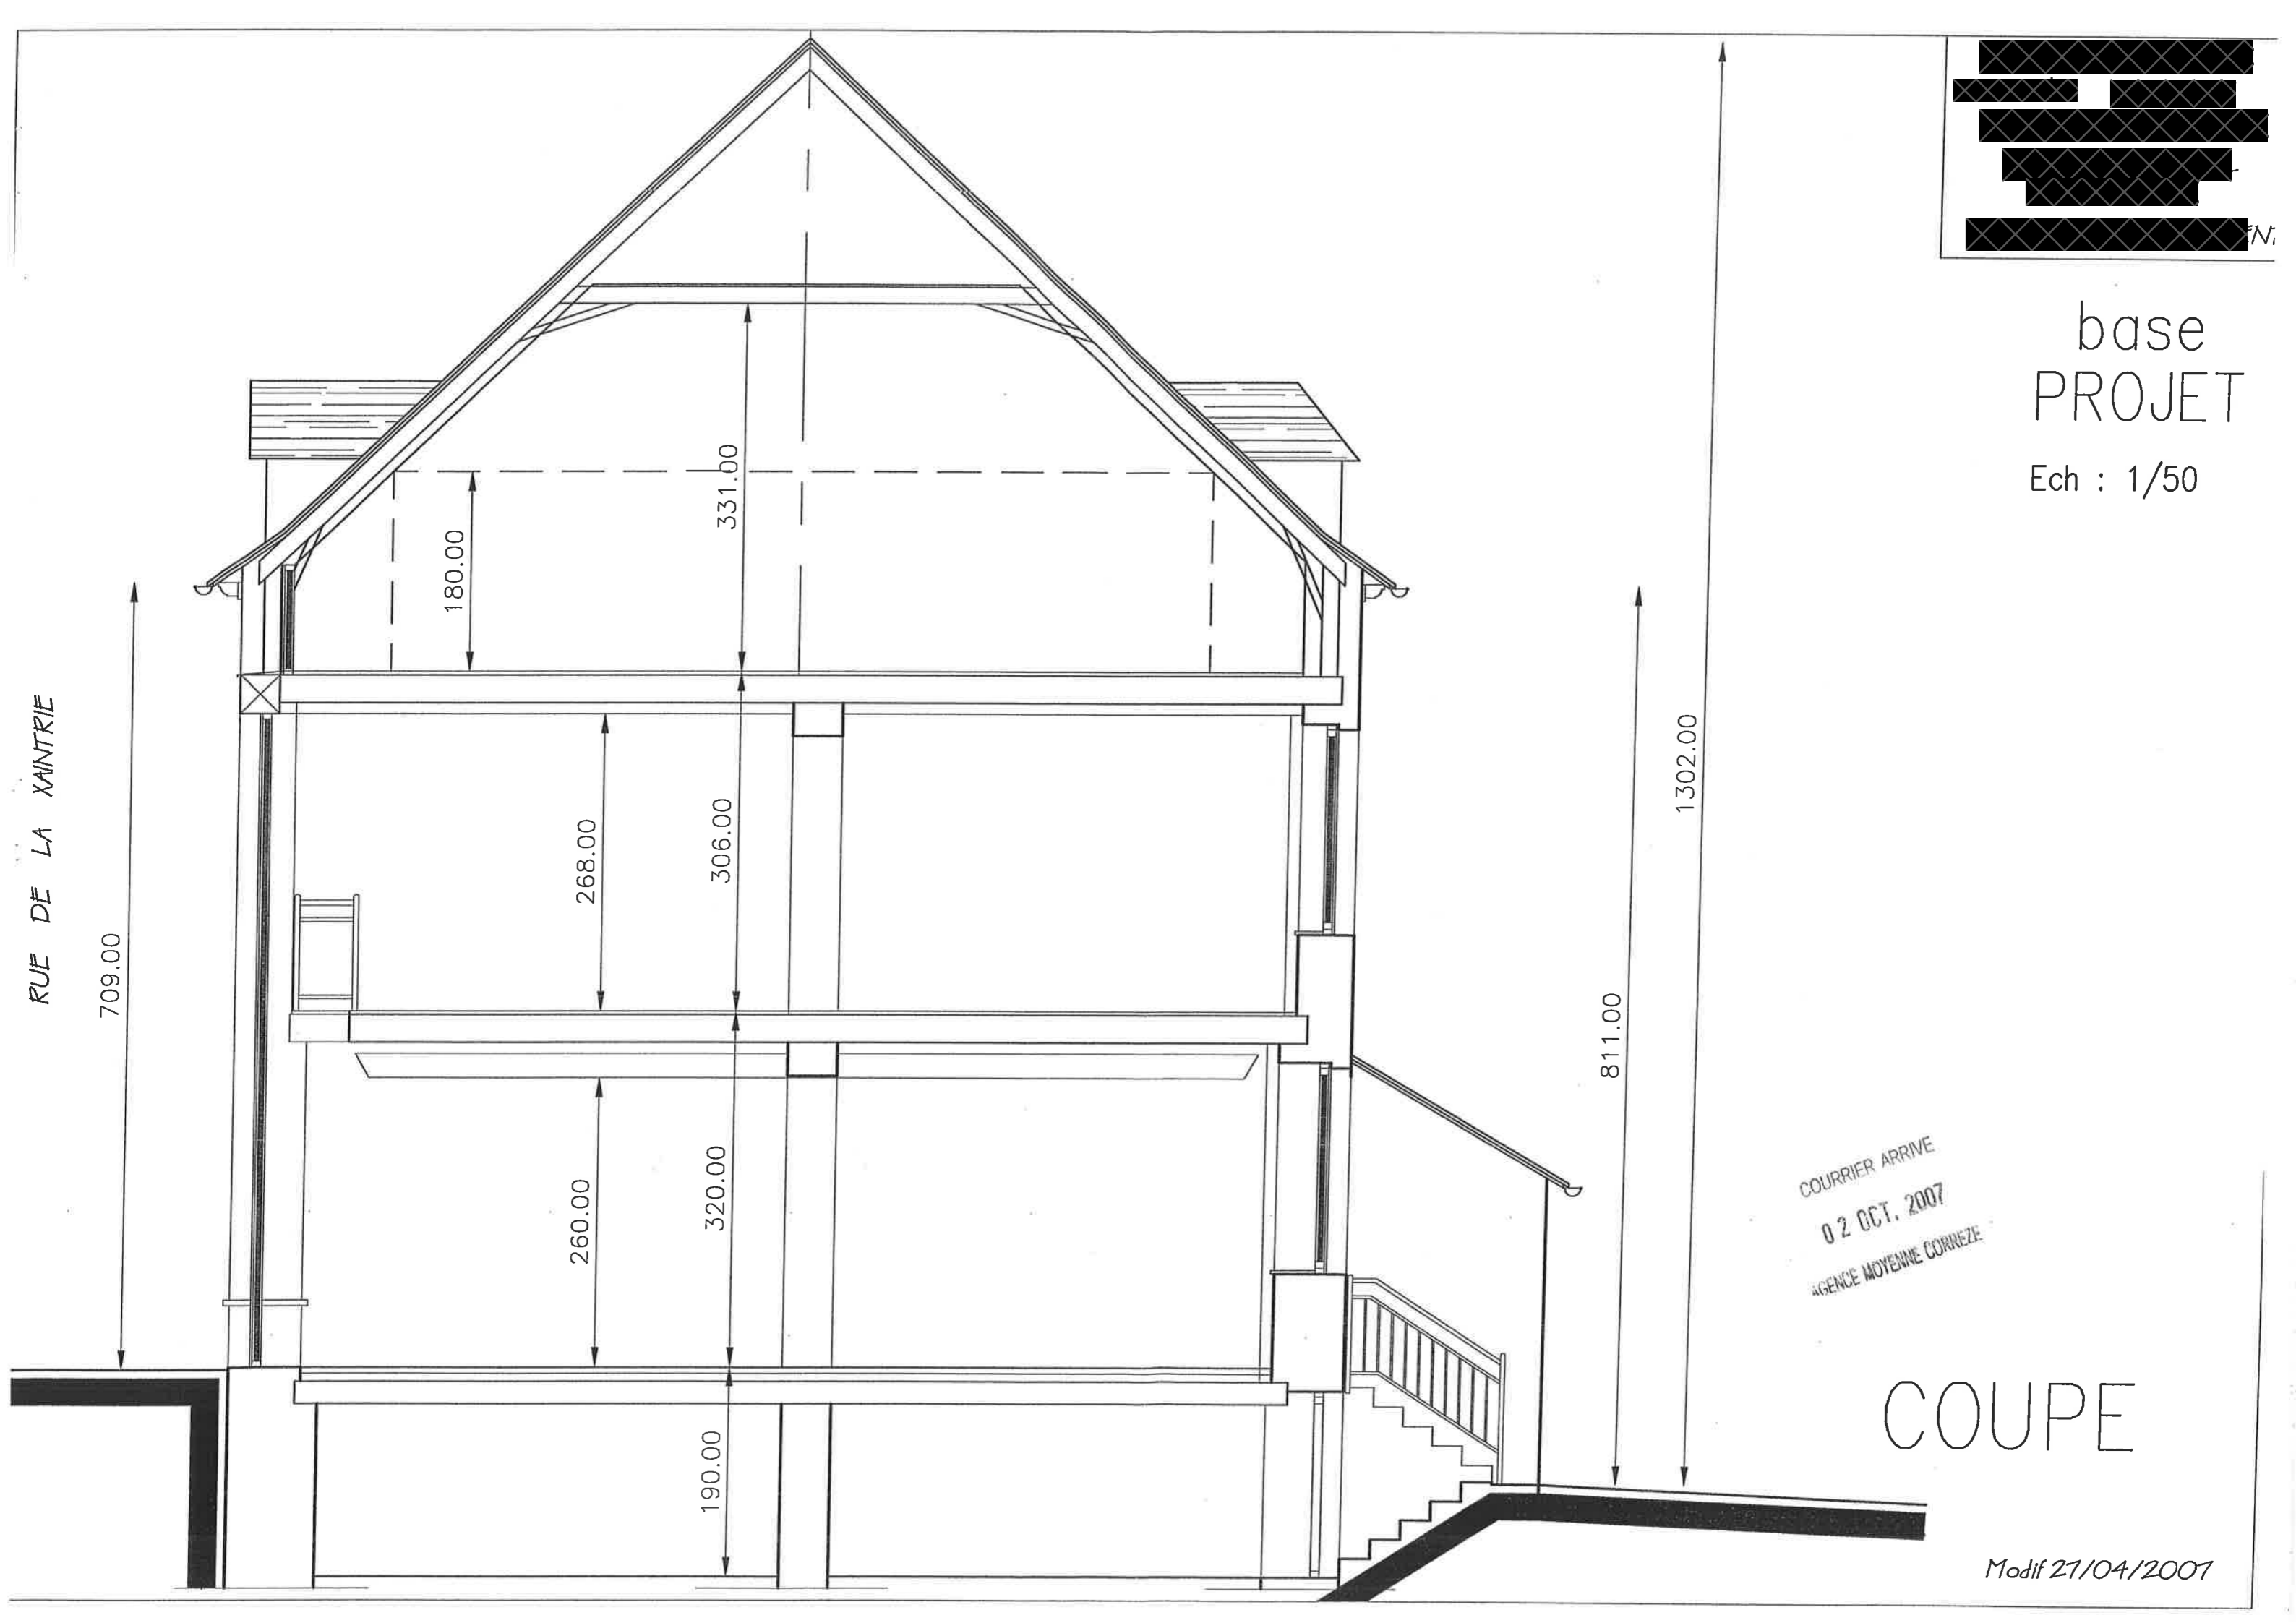 base
PROJET
Ech : 1/50
331.00
180.00
RUE DE LA XAINTRIE
709.00
268.00
306.00
1302.00
811.00
260.00
320.00
190.00
COURRIER ARRIVE
02 OCT. 2007
AGENCE MOYENNE CORREZE
COUPE
Modif 27/04/2007